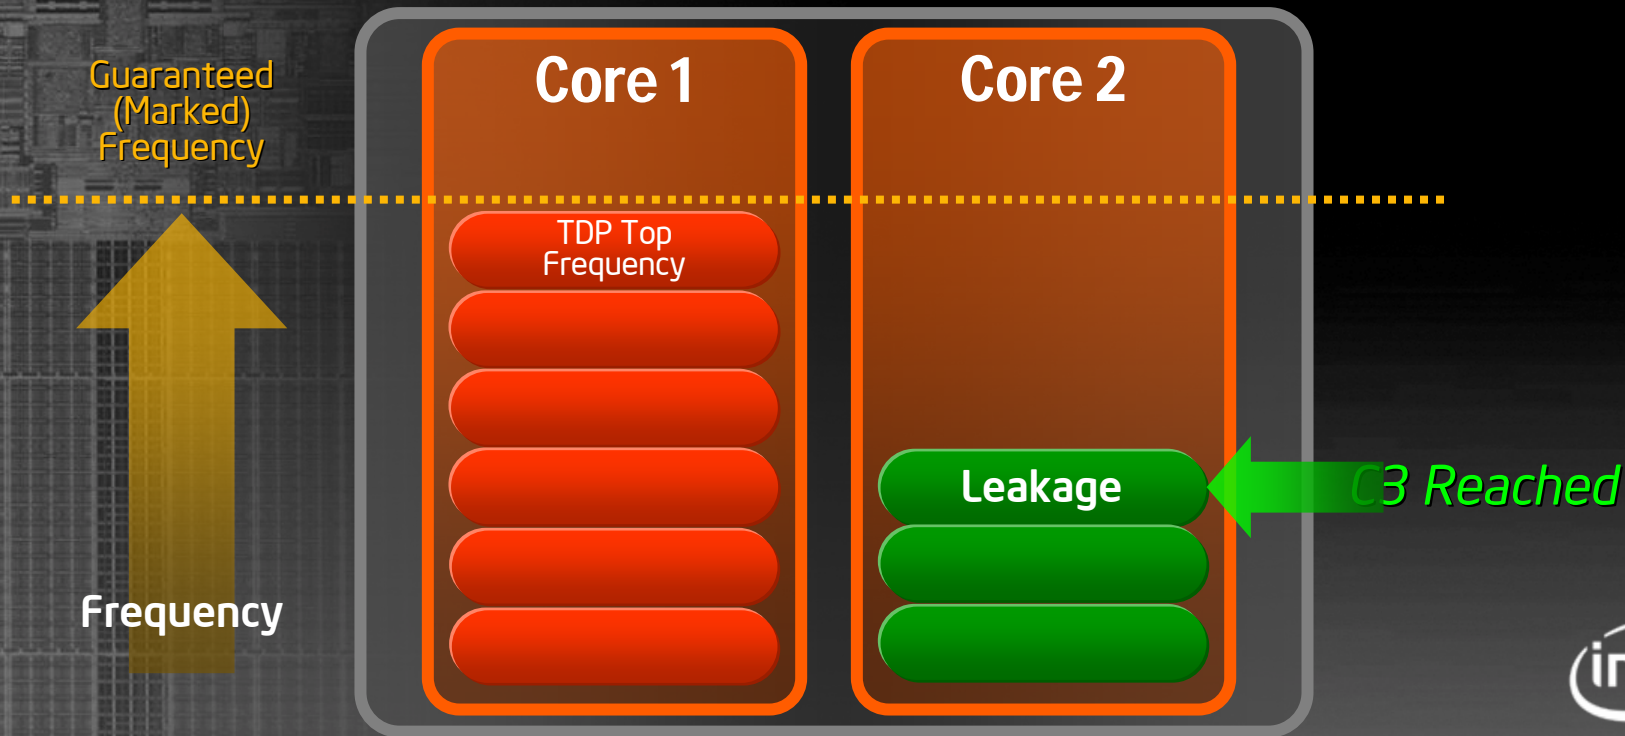 Guaranteed
(Marked)
Frequency
Core 1
Core 2
TDP Top
Frequency
Leakage
C3 Reached
Frequency